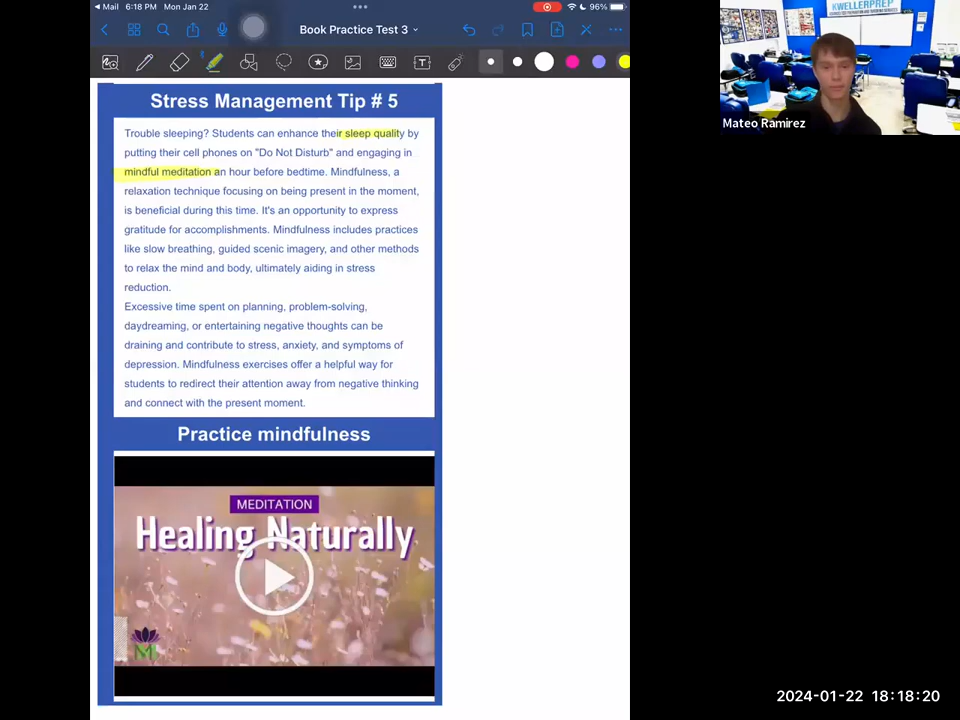 Mail 6:18 PM Mon Jan 22
96%
Book Practice Test 3
Stress Management Tip # 5
Trouble sleeping? Students can enhance their sleep quality by
putting their cell phones on "Do Not Disturb" and engaging in
mindful meditation an hour before bedtime. Mindfulness, a
relaxation technique focusing on being present in the moment,
is beneficial during this time. It's an opportunity to express
gratitude for accomplishments. Mindfulness includes practices
like slow breathing, guided scenic imagery, and other methods
to relax the mind and body, ultimately aiding in stress
reduction.
Excessive time spent on planning, problem-solving,
daydreaming, or entertaining negative thoughts can be
draining and contribute to stress, anxiety, and symptoms of
depression. Mindfulness exercises offer a helpful way for
students to redirect their attention away from negative thinking
and connect with the present moment.
Practice mindfulness
MEDITATION
Healing Naturally
M
KWELLERPREP
Mateo Ramirez
2024-01-22 18:18:20